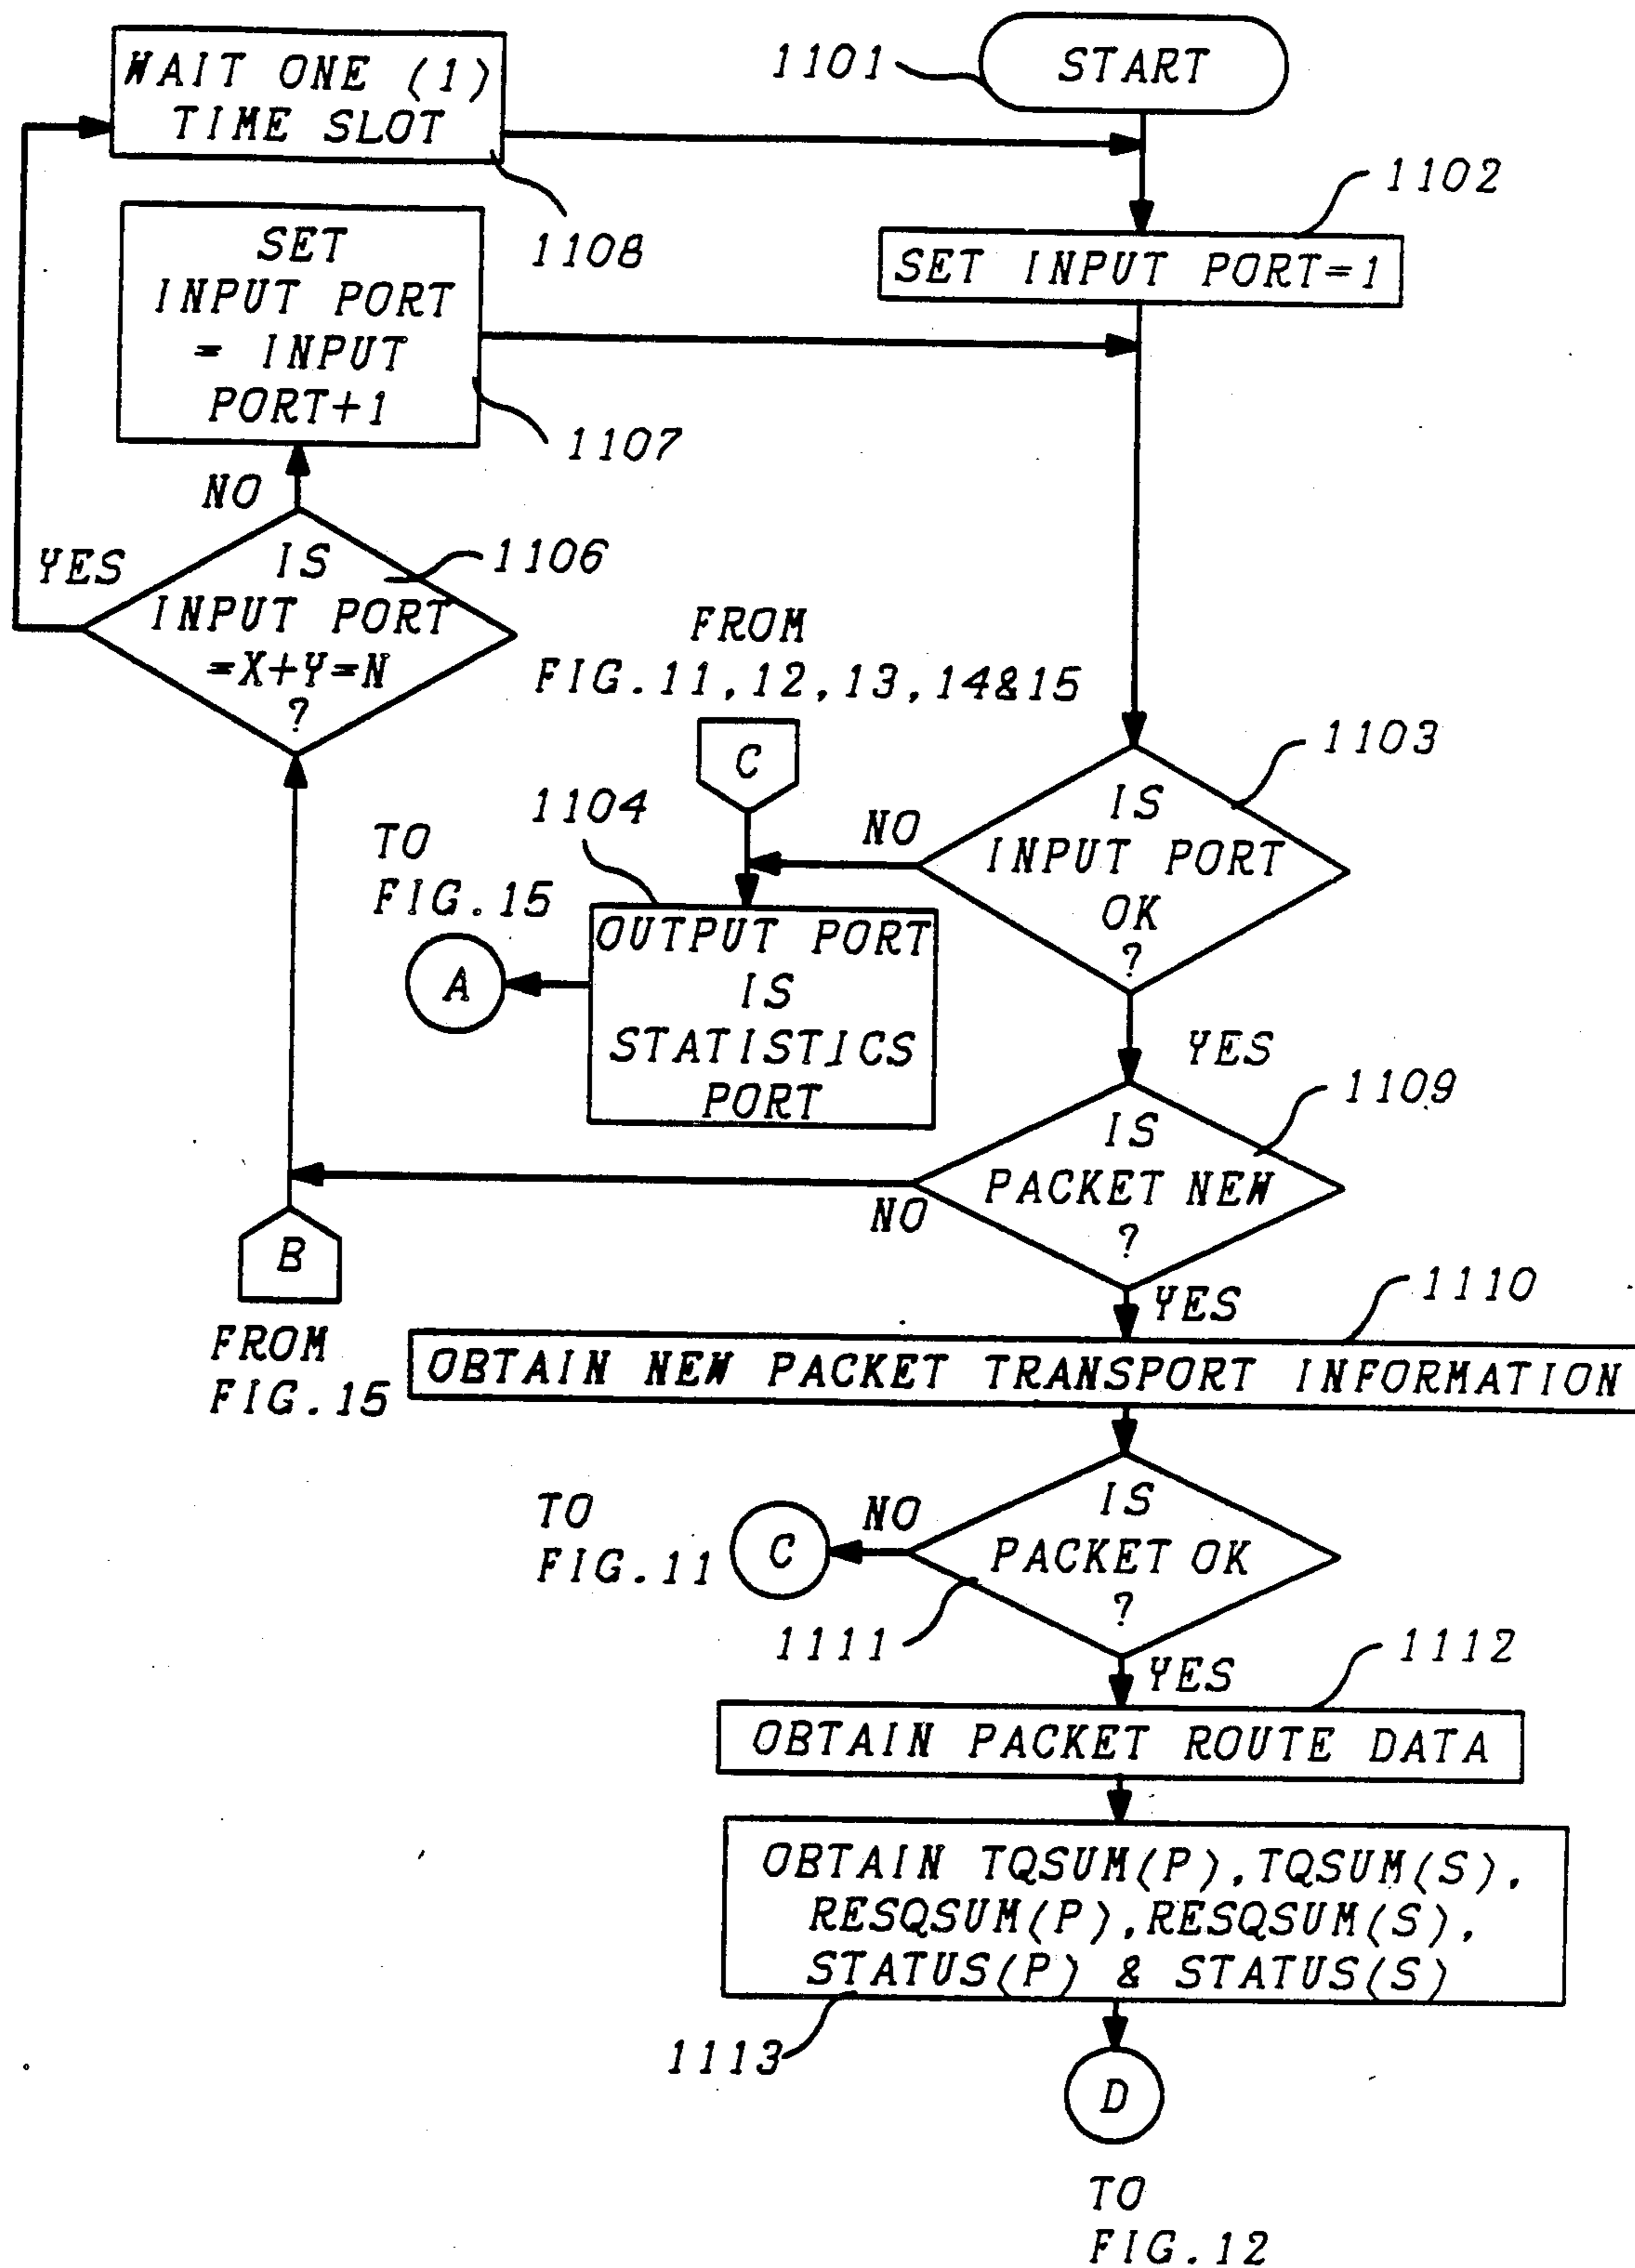 WAIT ONE (1)
TIME SLOT
1108
1101
START
1102
SET INPUT PORT=1
SET
INPUT PORT
= INPUT
PORT+1
1107
NO
YES
IS
INPUT PORT
=X+Y=N
?
1106
FROM
FIG.11,12,13,14&15
C
1103
IS
INPUT PORT
OK
?
NO
1104
TO
FIG.15
A
OUTPUT PORT
IS
STATISTICS
PORT
YES
1109
IS
PACKET NEW
?
NO
B
FROM
FIG.15
YES
1110
OBTAIN NEW PACKET TRANSPORT INFORMATION
IS
PACKET OK
?
NO
C
TO
FIG.11
1111
YES
1112
OBTAIN PACKET ROUTE DATA
OBTAIN TQSUM(P),TQSUM(S),
RESQSUM(P),RESQSUM(S),
STATUS(P) & STATUS(S)
1113
D
TO
FIG.12